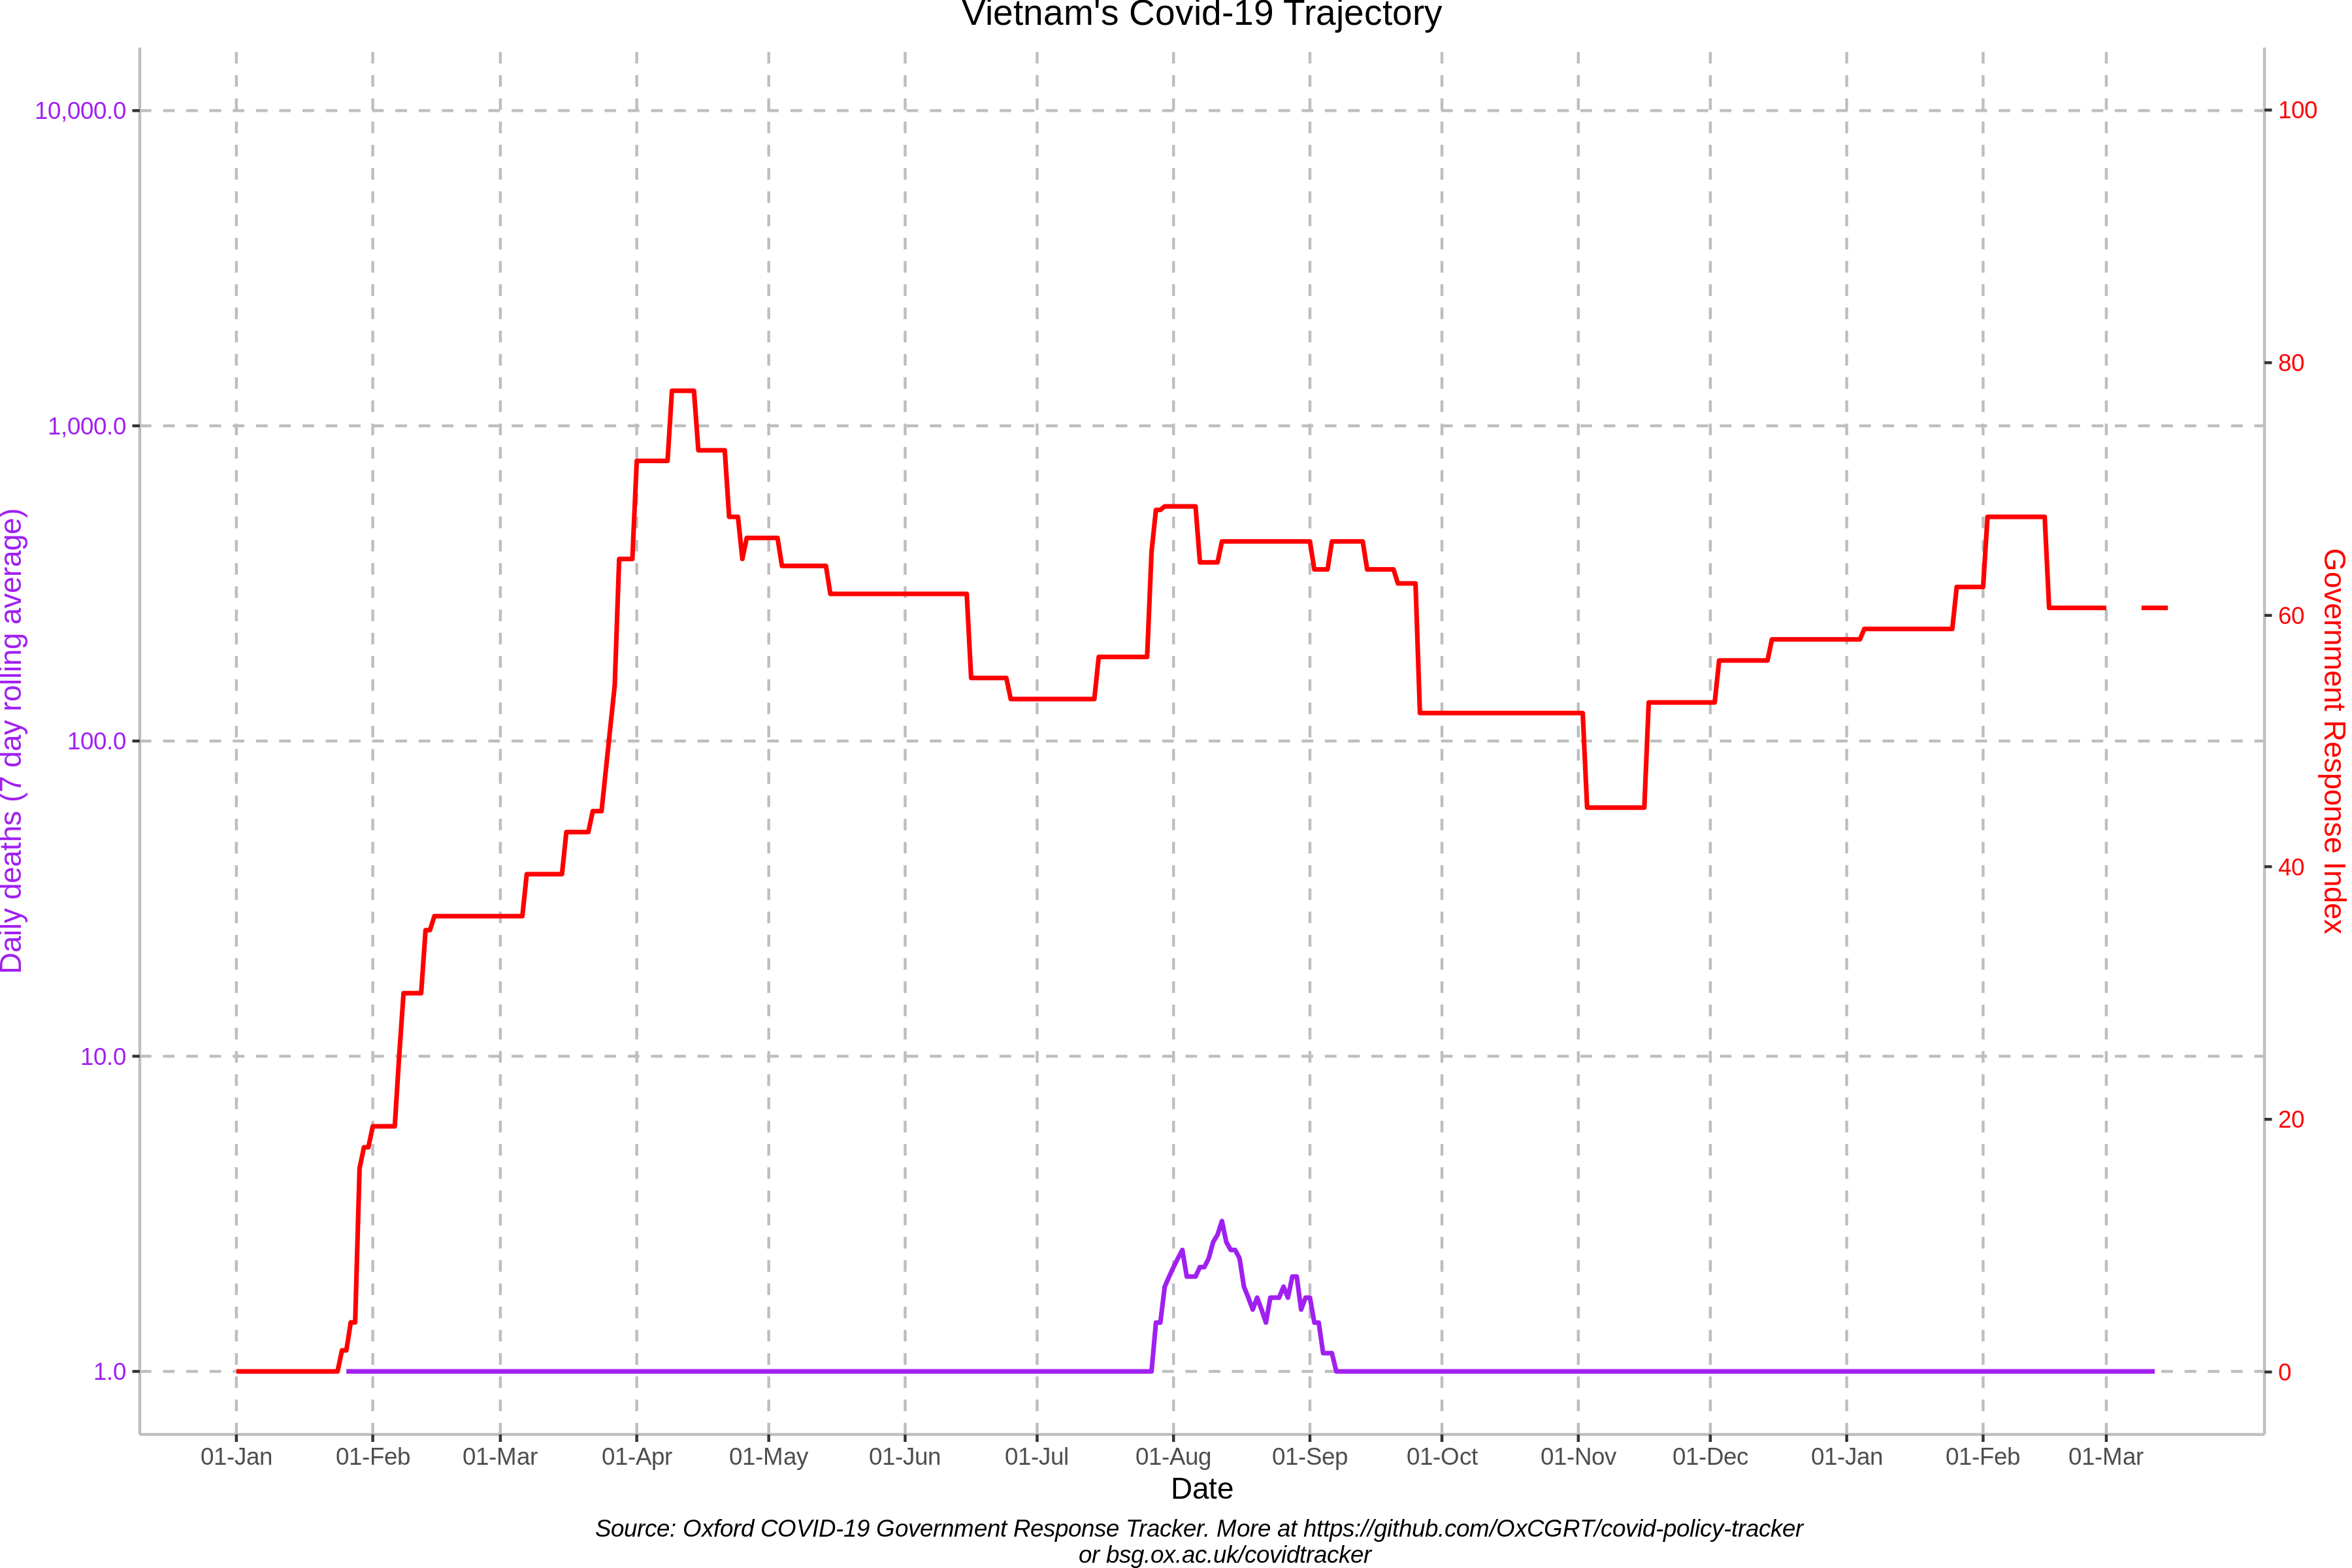 Vietnam's Covid-19 Trajectory
10,000.0
1,000.0
100.0
10.0
1.0
Daily deaths (7 day rolling average)
100
80
60
40
20
0
Government Response Index
01-Jan 01-Feb 01-Mar 01-Apr 01-May 01-Jun 01-Jul 01-Aug 01-Sep 01-Oct 01-Nov 01-Dec 01-Jan 01-Feb 01-Mar
Date
Source: Oxford COVID-19 Government Response Tracker. More at https://github.com/OxCGRT/covid-policy-tracker
or bsg.ox.ac.uk/covidtracker